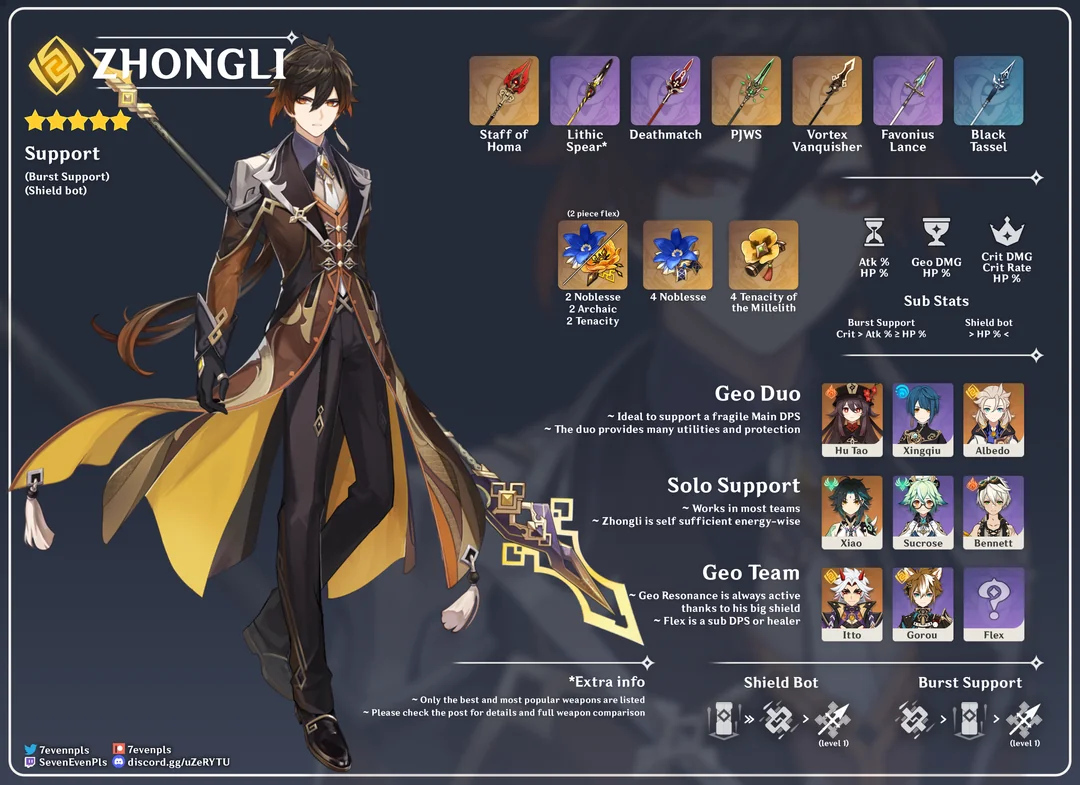 ZHONGLI
Support
(Burst Support)
(Shield bot)
Staff of
Homa
Lithic
Spear*
Deathmatch
PJWS
Vortex
Vanquisher
Favonius
Lance
Black
Tassel
(2 piece flex)
2 Noblesse
2 Archaic
2 Tenacity
4 Noblesse
4 Tenacity of
the Millelith
Atk %
HP %
Geo DMG
HP %
Crit DMG
Crit Rate
HP %
Sub Stats
Burst Support
Crit > Atk % ≥ HP %
Shield bot
> HP % <
Geo Duo
~ Ideal to support a fragile Main DPS
~ The duo provides many utilities and protection
Hu Tao
Xingqiu
Albedo
Solo Support
~ Works in most teams
~ Zhongli is self sufficient energy-wise
Xiao
Sucrose
Bennett
Geo Team
~ Geo Resonance is always active
thanks to his big shield
~ Flex is a sub DPS or healer
Itto
Gorou
Flex
*Extra info
~ Only the best and most popular weapons are listed
~ Please check the post for details and full weapon comparison
Shield Bot
» >
(level 1)
Burst Support
> >
(level 1)
7evennpls
7evenpls
SevenEvenPls
discord.gg/uZeRYTU